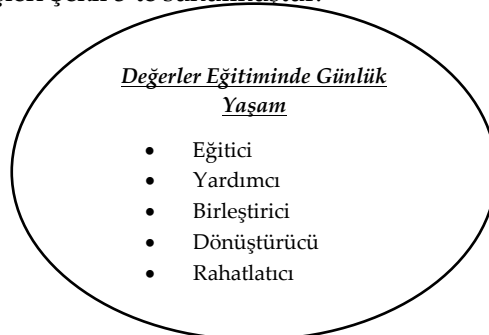 Değerler Eğitiminde Günlük
Yaşam
• Eğitici
• Yardımcı
• Birleştirici
• Dönüştürücü
• Rahatlatıcı